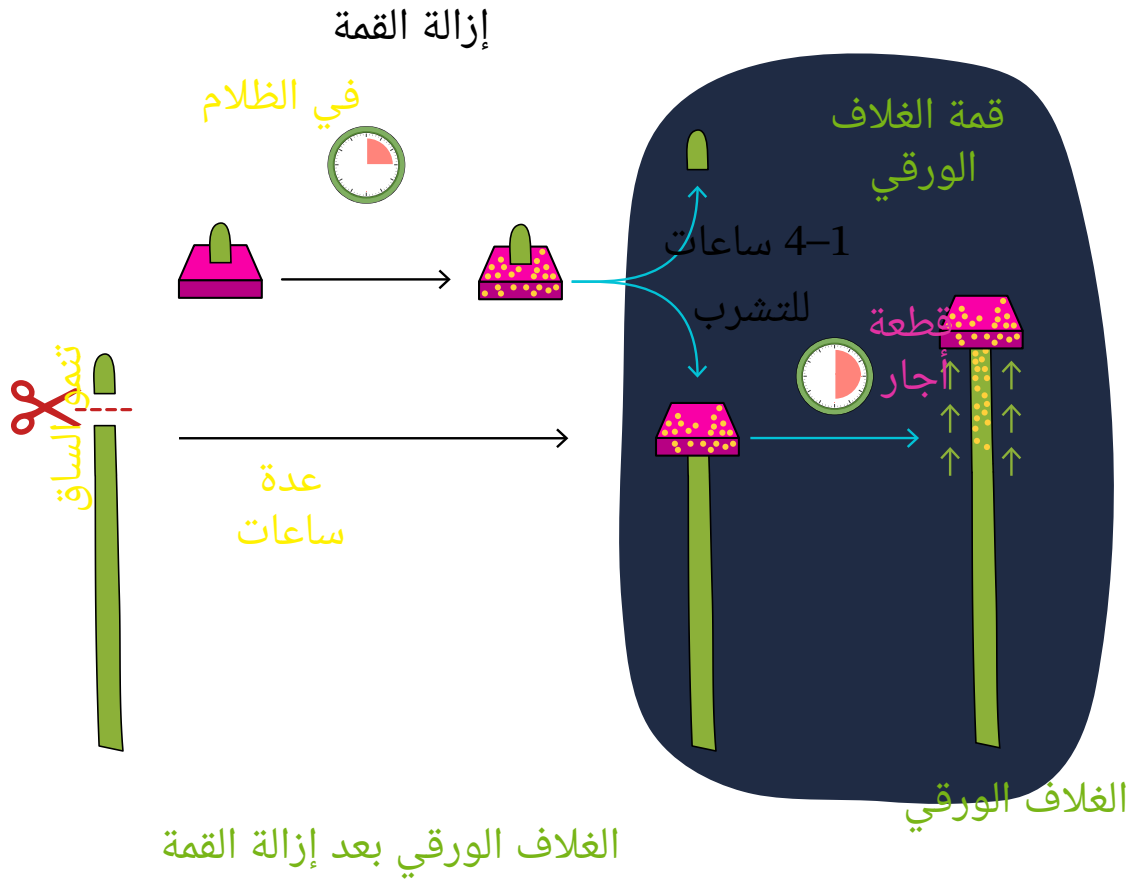 إزالة القمة
في الظلام
قمة الغلاف
الورقي
1–4 ساعات
للتشرب
قطعة
أجار
تنمو الساق
عدة
ساعات
الغلاف الورقي
الغلاف الورقي بعد إزالة القمة